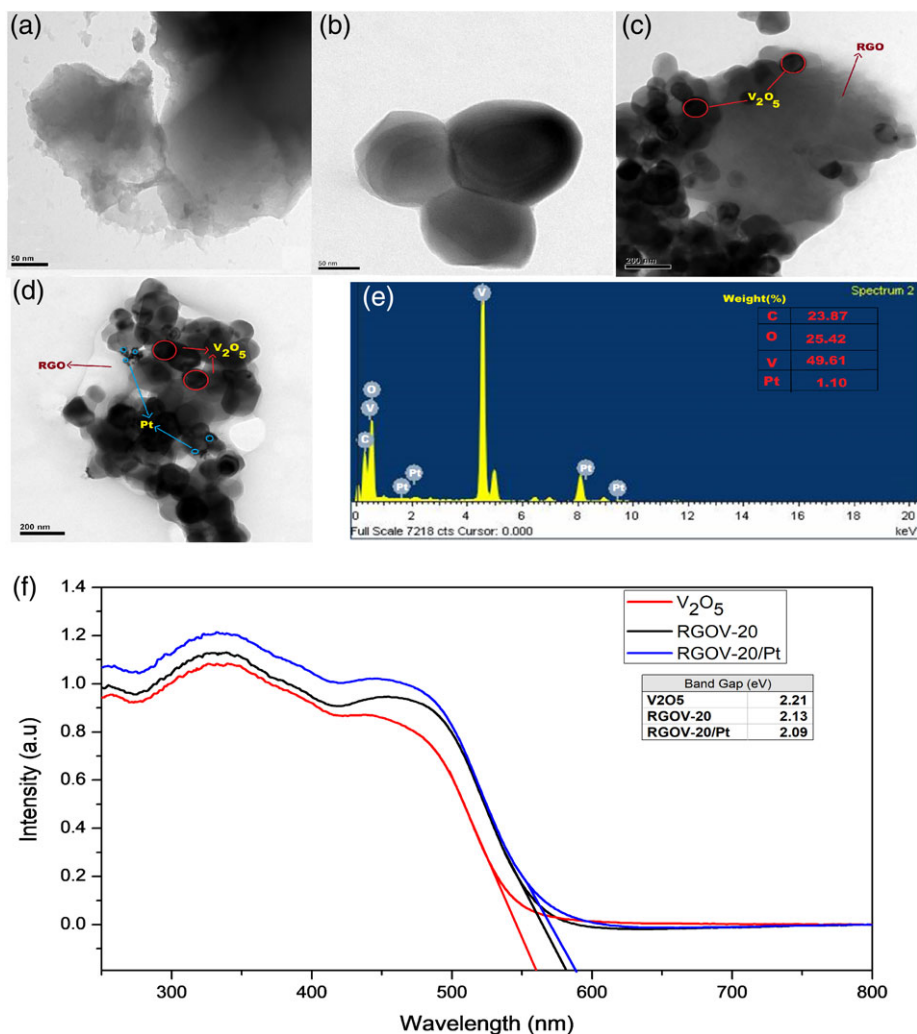 (a)
50 nm
(b)
50 nm
(c)
RGO
V2O5
200 nm
(d)
V2O5
RGO
Pt
200 nm
(e)
Spectrum 2
Weight(%)
C 23.87
O 25.42
V 49.61
Pt 1.10
V
O
V
C
Pt
Pt
Pt
Pt
0 2 4 6 8 10 12 14 16 18 20
Full Scale 7218 cts Cursor: 0.000 keV
(f)
V2O5
RGOV-20
RGOV-20/Pt
Band Gap (eV)
V2O5 2.21
RGOV-20 2.13
RGOV-20/Pt 2.09
Intensity (a.u)
1.4
1.2
1.0
0.8
0.6
0.4
0.2
0.0
300 400 500 600 700 800
Wavelength (nm)